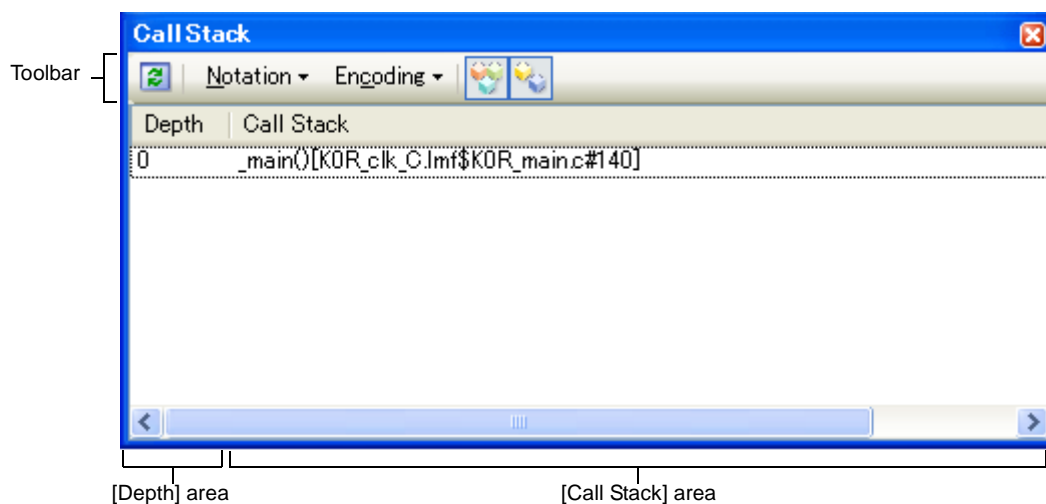 Call Stack
Toolbar
Notation Encoding
Depth Call Stack
0 _main()[K0R_clk_C.lmf$K0R_main.c#140]
[Depth] area [Call Stack] area